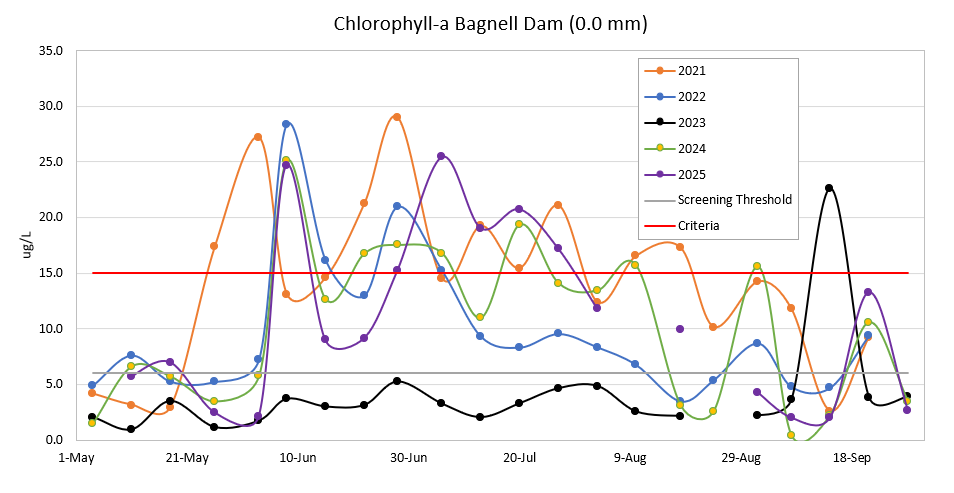 Chlorophyll-a Bagnell Dam (0.0 mm)
35.0
30.0
25.0
20.0
15.0
10.0
5.0
0.0
ug/L
2021
2022
2023
2024
2025
Screening Threshold
Criteria
1-May 21-May 10-Jun 30-Jun 20-Jul 9-Aug 29-Aug 18-Sep